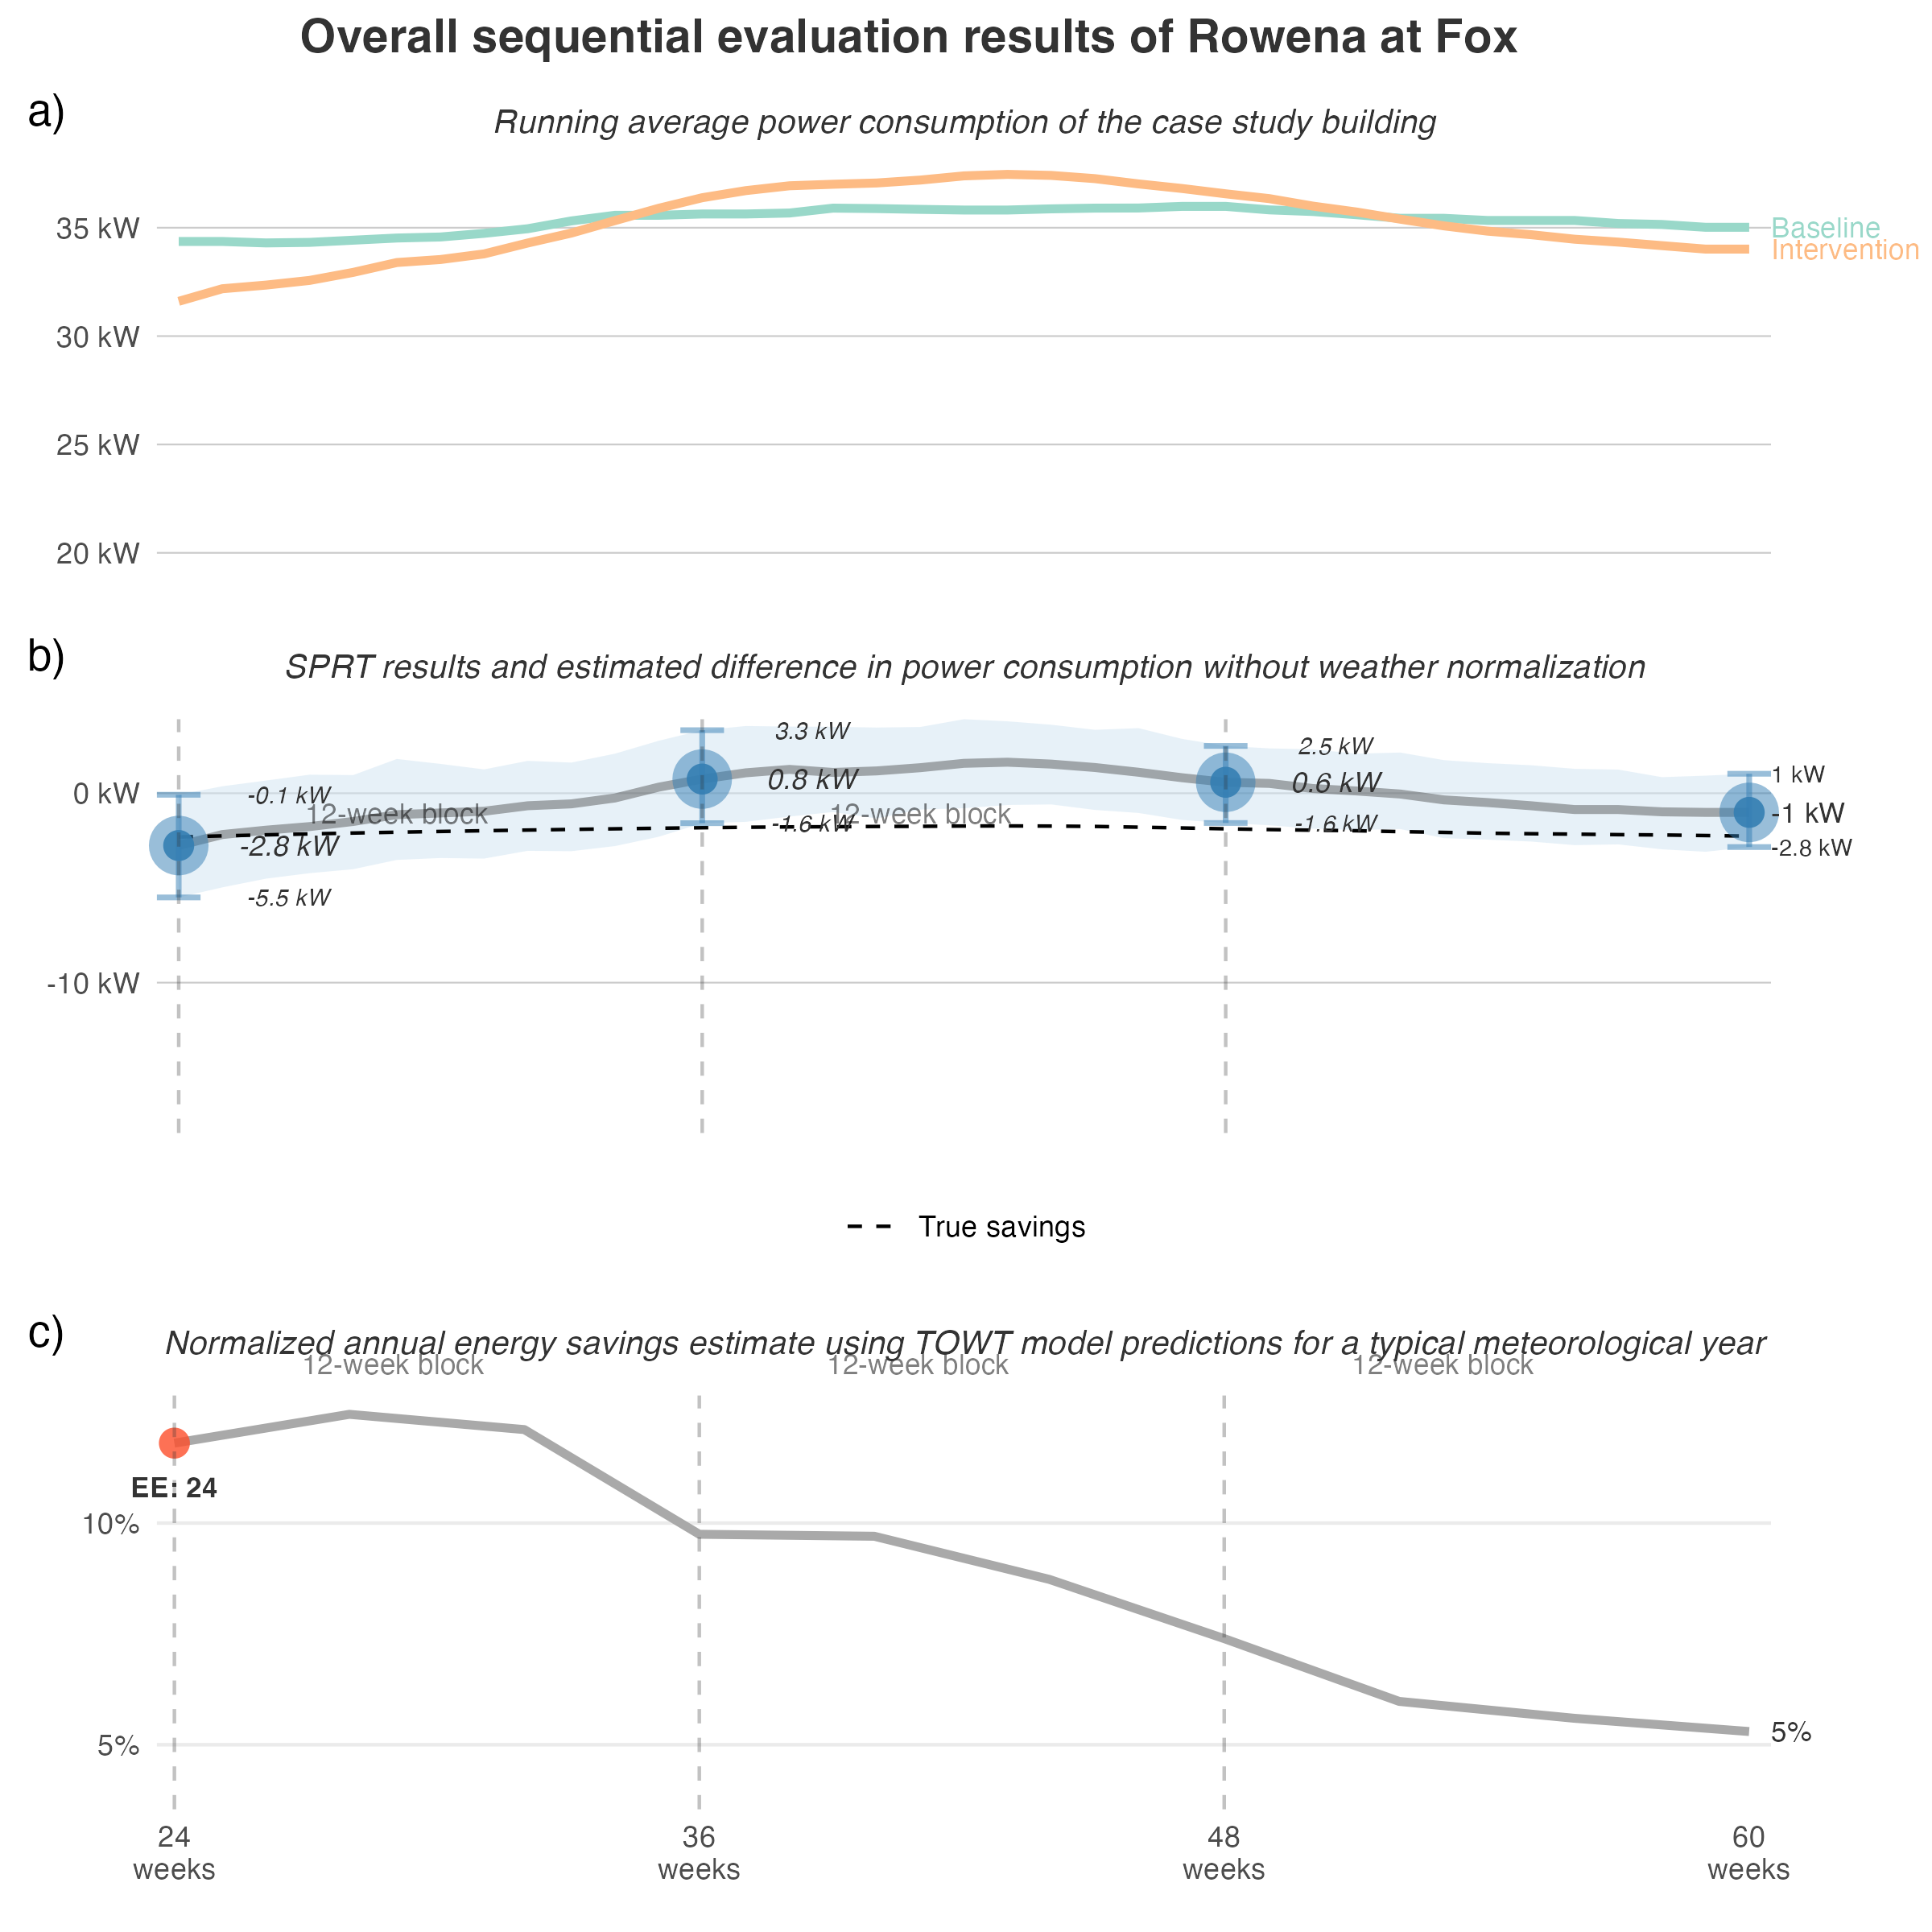 Overall sequential evaluation results of Rowena at Fox
a)
Running average power consumption of the case study building
35 kW
30 kW
25 kW
20 kW
Baseline
Intervention
b)
SPRT results and estimated difference in power consumption without weather normalization
3.3 kW
2.5 kW
1 kW
0 kW
-0.1 kW
0.8 kW
0.6 kW
-1 kW
12-week block
12-week block
-1.6 kW
-1.6 kW
-2.8 kW
-2.8 kW
-5.5 kW
-10 kW
True savings
c)
Normalized annual energy savings estimate using TOWT model predictions for a typical meteorological year
12-week block
12-week block
12-week block
EE: 24
10%
5%
5%
24
weeks
36
weeks
48
weeks
60
weeks